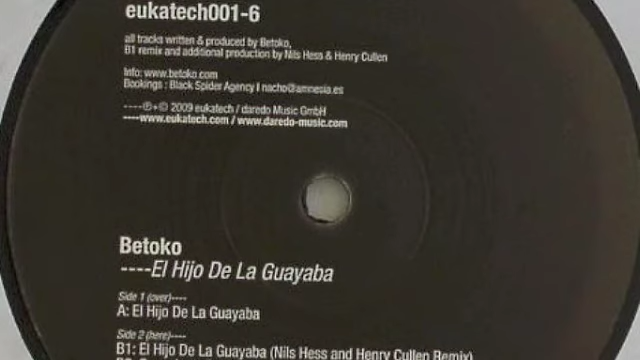 eukatech001-6
all tracks written & produced by Betoko,
B1 remix and additional production by Nils Hess & Henry Cullen
Info: www.betoko.com
Bookings : Black Spider Agency I nacho@amnesia.es
----℗+© 2009 eukatech / daredo Music GmbH
----www.eukatech.com / www.daredo-music.com
Betoko
----El Hijo De La Guayaba
Side 1 (over)----
A: El Hijo De La Guayaba
Side 2 (here)----
B1: El Hijo De La Guayaba (Nils Hess and Henry Cullen Remix)